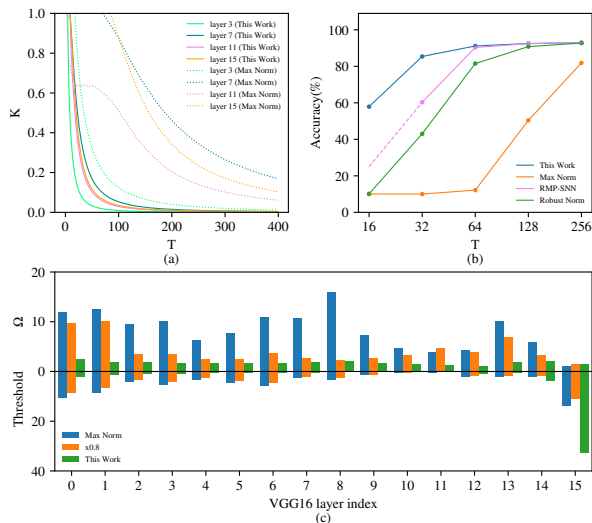 1.0
0.8
0.6
0.4
0.2
0.0
K
0
100
200
300
400
T
(a)
layer 3 (This Work)
layer 7 (This Work)
layer 11 (This Work)
layer 15 (This Work)
layer 3 (Max Norm)
layer 7 (Max Norm)
layer 11 (Max Norm)
layer 15 (Max Norm)
100
80
60
40
20
0
Accuracy(%)
16
32
64
128
256
T
(b)
This Work
Max Norm
RMP-SNN
Robust Norm
20
10
0
20
40
Ω
Threshold
Max Norm
x0.8
This Work
0
1
2
3
4
5
6
7
8
9
10
11
12
13
14
15
VGG16 layer index
(c)